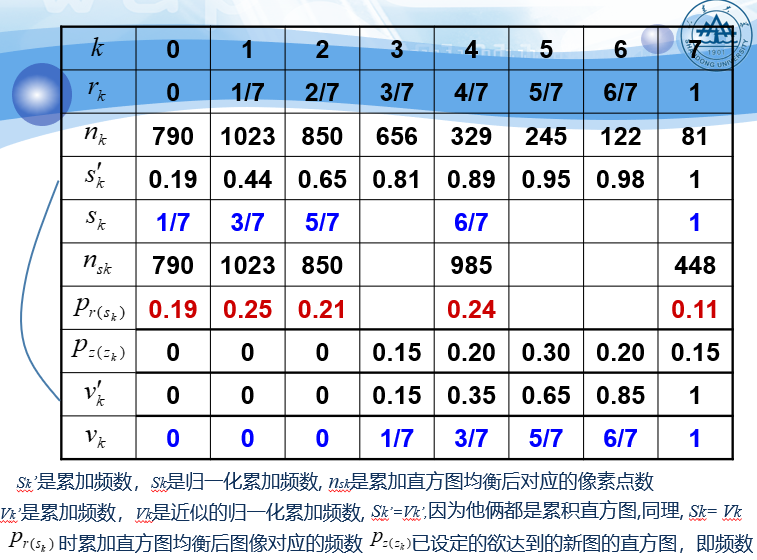 k 0 1 2 3 4 5 6 7
r_k 0 1/7 2/7 3/7 4/7 5/7 6/7 1
n_k 790 1023 850 656 329 245 122 81
s'_k 0.19 0.44 0.65 0.81 0.89 0.95 0.98 1
s_k 1/7 3/7 5/7 6/7 1
n_sk 790 1023 850 985 448
p_r(s_k) 0.19 0.25 0.21 0.24 0.11
p_z(z_k) 0 0 0 0.15 0.20 0.30 0.20 0.15
v'_k 0 0 0 0.15 0.35 0.65 0.85 1
v_k 0 0 0 1/7 3/7 5/7 6/7 1
Sk'是累加频数，Sk是归一化累加频数, nsk是累加直方图均衡后对应的像素点数
Vk'是累加频数，Vk是近似的归一化累加频数, Sk'=Vk',因为他俩都是累积直方图,同理, Sk= Vk
p_r(s_k) 时累加直方图均衡后图像对应的频数 p_z(z_k)已设定的欲达到的新图的直方图，即频数